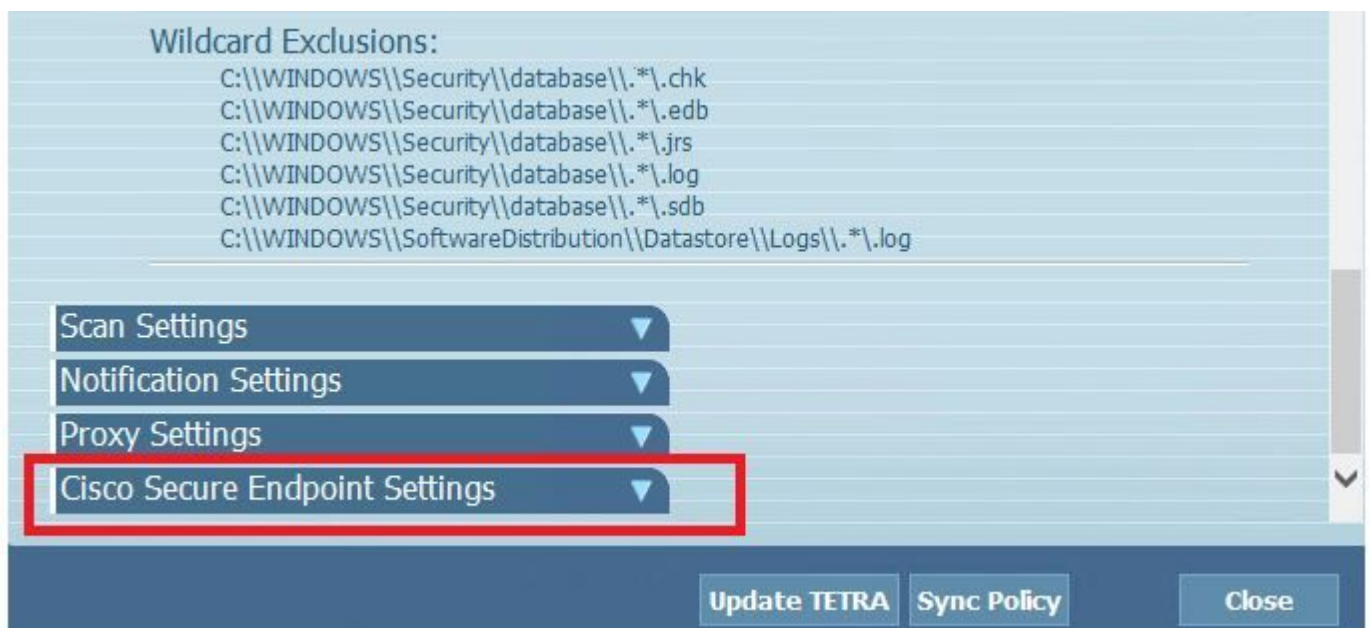 Wildcard Exclusions:
C:\\WINDOWS\\Security\\database\\.*\.chk
C:\\WINDOWS\\Security\\database\\.*\.edb
C:\\WINDOWS\\Security\\database\\.*\.jrs
C:\\WINDOWS\\Security\\database\\.*\.log
C:\\WINDOWS\\Security\\database\\.*\.sdb
C:\\WINDOWS\\SoftwareDistribution\\Datastore\\Logs\\.*\.log
Scan Settings
Notification Settings
Proxy Settings
Cisco Secure Endpoint Settings
Update TETRA Sync Policy Close